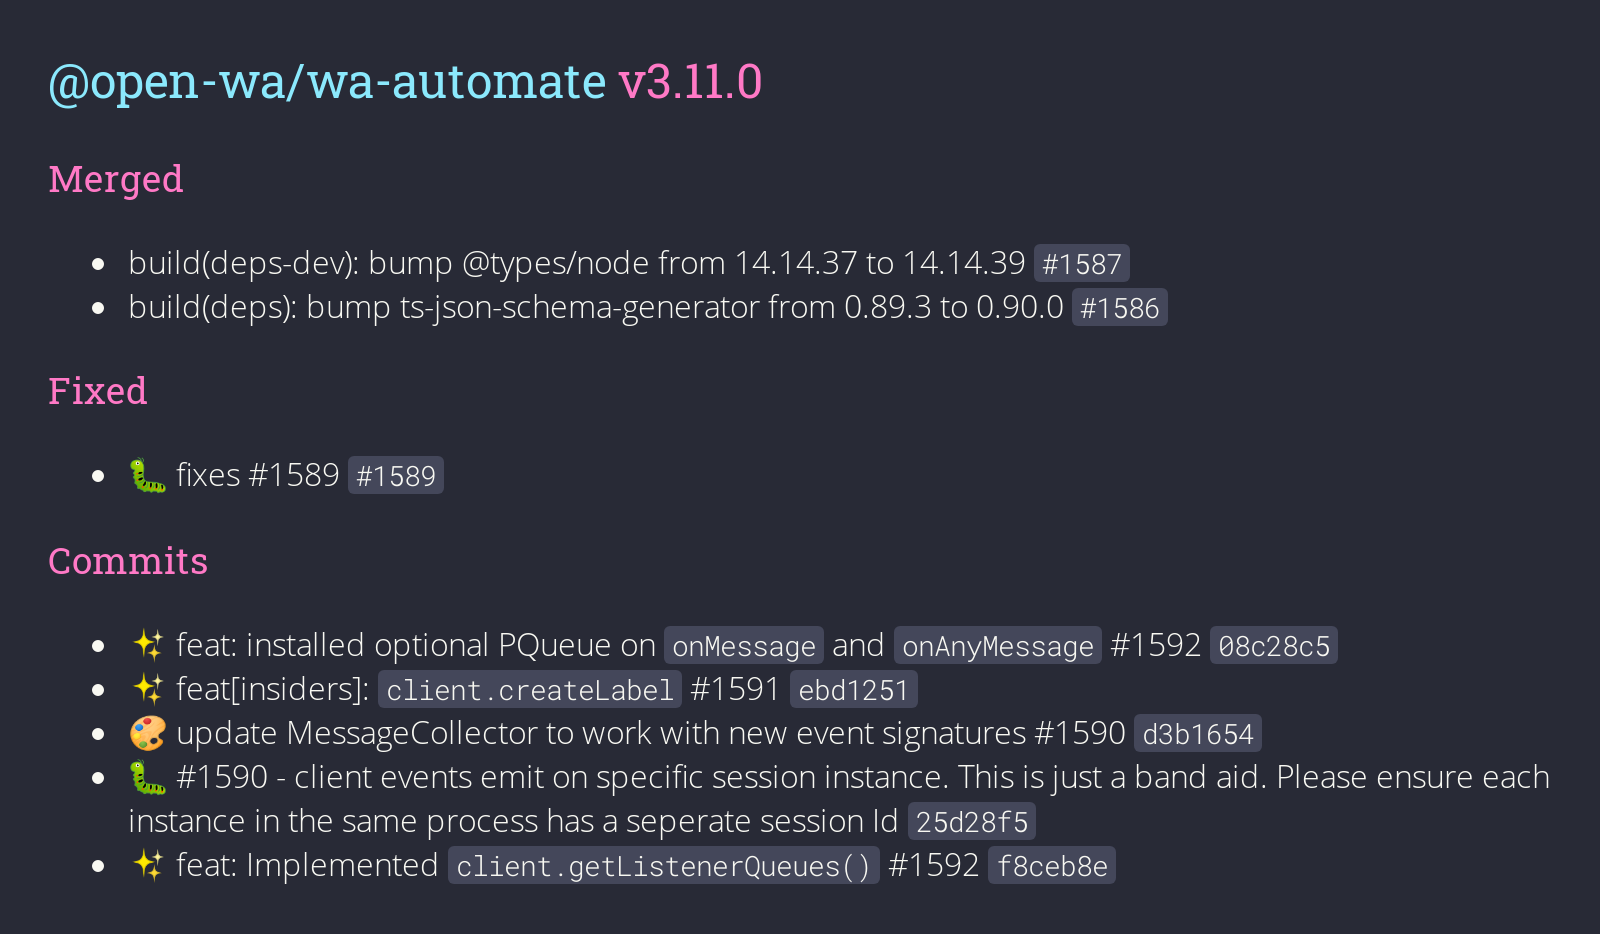 @open-wa/wa-automate v3.11.0
Merged
build(deps-dev): bump @types/node from 14.14.37 to 14.14.39 #1587
build(deps): bump ts-json-schema-generator from 0.89.3 to 0.90.0 #1586
Fixed
🐛 fixes #1589 #1589
Commits
✨ feat: installed optional PQueue on onMessage and onAnyMessage #1592 08c28c5
✨ feat[insiders]: client.createLabel #1591 ebd1251
🎨 update MessageCollector to work with new event signatures #1590 d3b1654
🐛 #1590 - client events emit on specific session instance. This is just a band aid. Please ensure each
instance in the same process has a seperate session Id 25d28f5
✨ feat: Implemented client.getListenerQueues() #1592 f8ceb8e